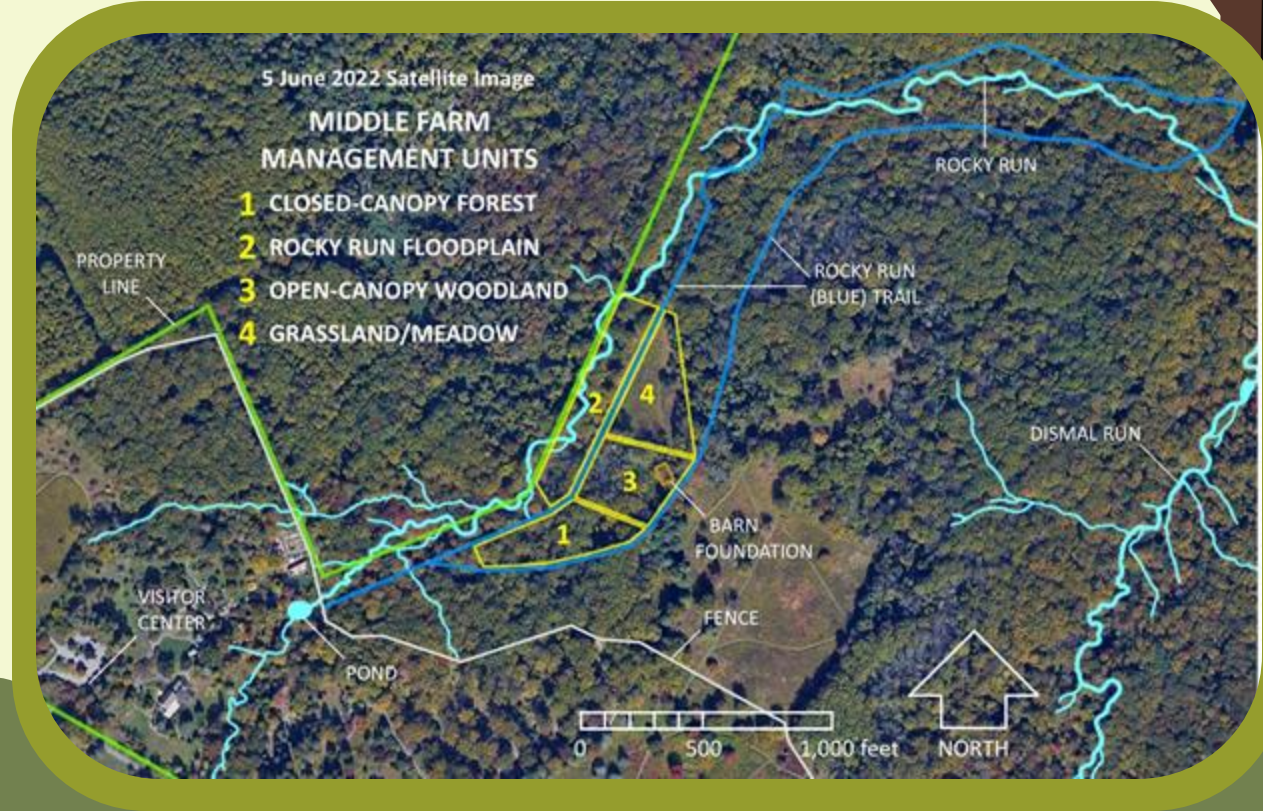 5 June 2022 Satellite Image
MIDDLE FARM
MANAGEMENT UNITS
1 CLOSED-CANOPY FOREST
2 ROCKY RUN FLOODPLAIN
3 OPEN-CANOPY WOODLAND
4 GRASSLAND/MEADOW
PROPERTY
LINE
ROCKY RUN
ROCKY RUN
(BLUE) TRAIL
2
4
3
1
DISMAL RUN
BARN
FOUNDATION
VISITOR
CENTER
FENCE
POND
0 500 1,000 feet
NORTH